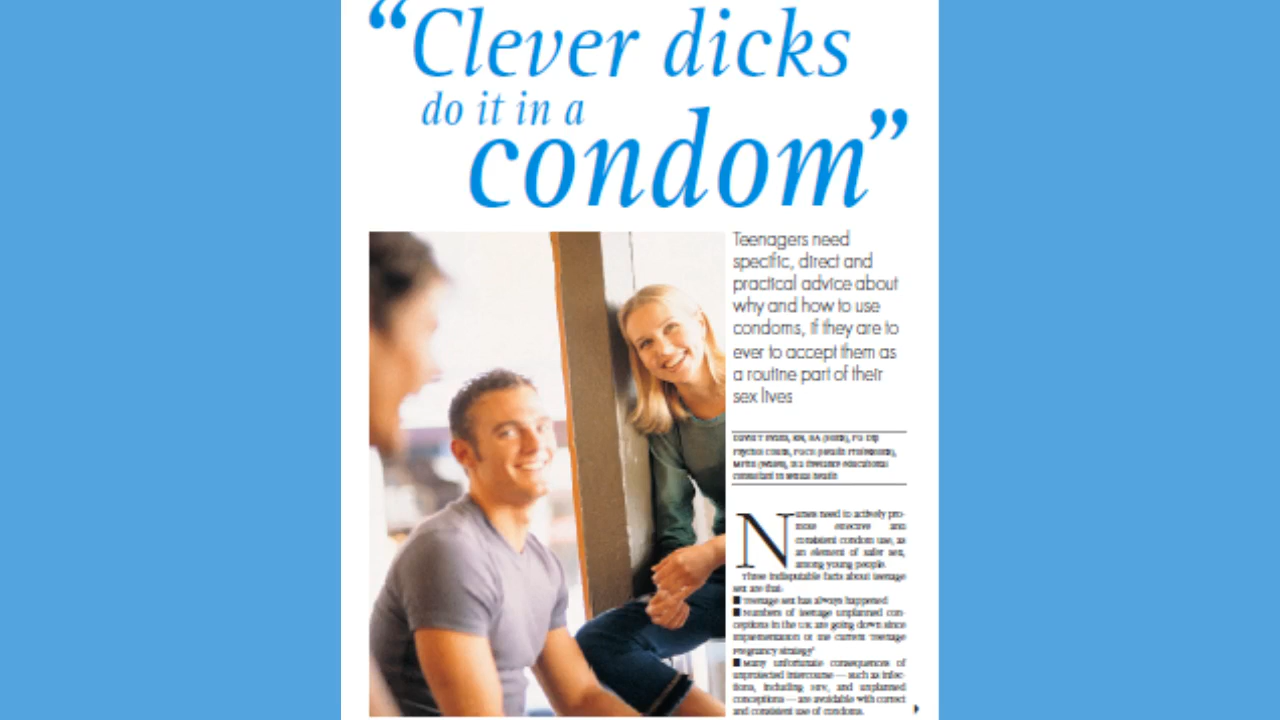 “Clever dicks
do it in a
condom”
Teenagers need
specific, direct and
practical advice about
why and how to use
condoms, if they are to
ever to accept them as
a routine part of their
sex lives
consultant in sexual health
Nurses need to actively pro-
mote effective and
consistent condom use, as
an element of safer sex,
among young people.
Three indisputable facts about teenage
sex are that:
■ Teenage sex has always happened
■ Numbers of teenage unplanned con-
ceptions in the UK are going down since
implementation of the current Teenage
Pregnancy Strategy
■ Many unfortunate consequences of
unprotected intercourse — such as infec-
tions, including HIV, and unplanned
conceptions — are avoidable with correct
and consistent use of condoms.